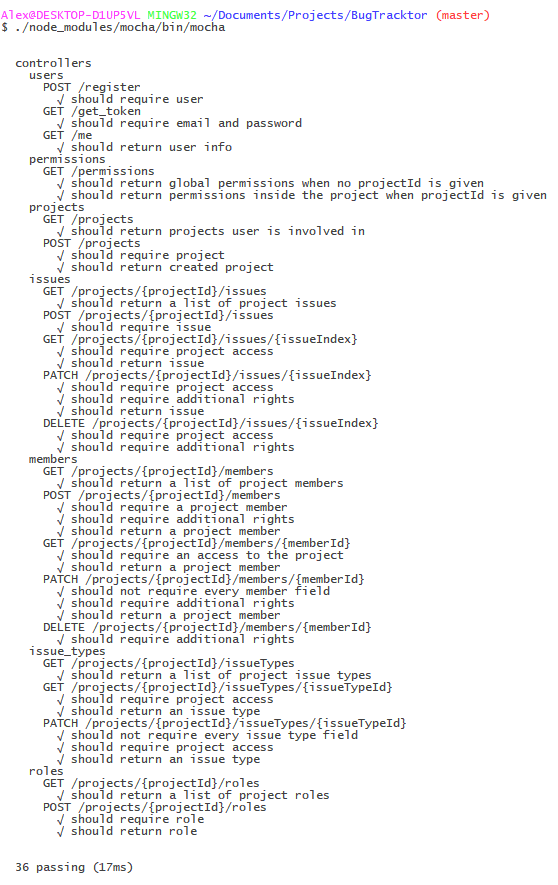 Alex@DESKTOP-D1UP5VL MINGW32 ~/Documents/Projects/BugTracktor (master)
$ ./node_modules/mocha/bin/mocha
controllers
users
POST /register
√ should require user
GET /get_token
√ should require email and password
GET /me
√ should return user info
permissions
GET /permissions
√ should return global permissions when no projectId is given
√ should return permissions inside the project when projectId is given
projects
GET /projects
√ should return projects user is involved in
POST /projects
√ should require project
√ should return created project
issues
GET /projects/{projectId}/issues
√ should return a list of project issues
POST /projects/{projectId}/issues
√ should require issue
GET /projects/{projectId}/issues/{issueIndex}
√ should require project access
√ should return issue
PATCH /projects/{projectId}/issues/{issueIndex}
√ should require project access
√ should require additional rights
√ should return issue
DELETE /projects/{projectId}/issues/{issueIndex}
√ should require project access
√ should require additional rights
members
GET /projects/{projectId}/members
√ should return a list of project members
POST /projects/{projectId}/members
√ should require a project member
√ should require additional rights
√ should return a project member
GET /projects/{projectId}/members/{memberId}
√ should require an access to the project
√ should return a project member
PATCH /projects/{projectId}/members/{memberId}
√ should not require every member field
√ should require additional rights
√ should return a project member
DELETE /projects/{projectId}/members/{memberId}
√ should require additional rights
issue_types
GET /projects/{projectId}/issueTypes
√ should return a list of project issue types
GET /projects/{projectId}/issueTypes/{issueTypeId}
√ should require project access
√ should return an issue type
PATCH /projects/{projectId}/issueTypes/{issueTypeId}
√ should not require every issue type field
√ should require project access
√ should return an issue type
roles
GET /projects/{projectId}/roles
√ should return a list of project roles
POST /projects/{projectId}/roles
√ should require role
√ should return role
36 passing (17ms)